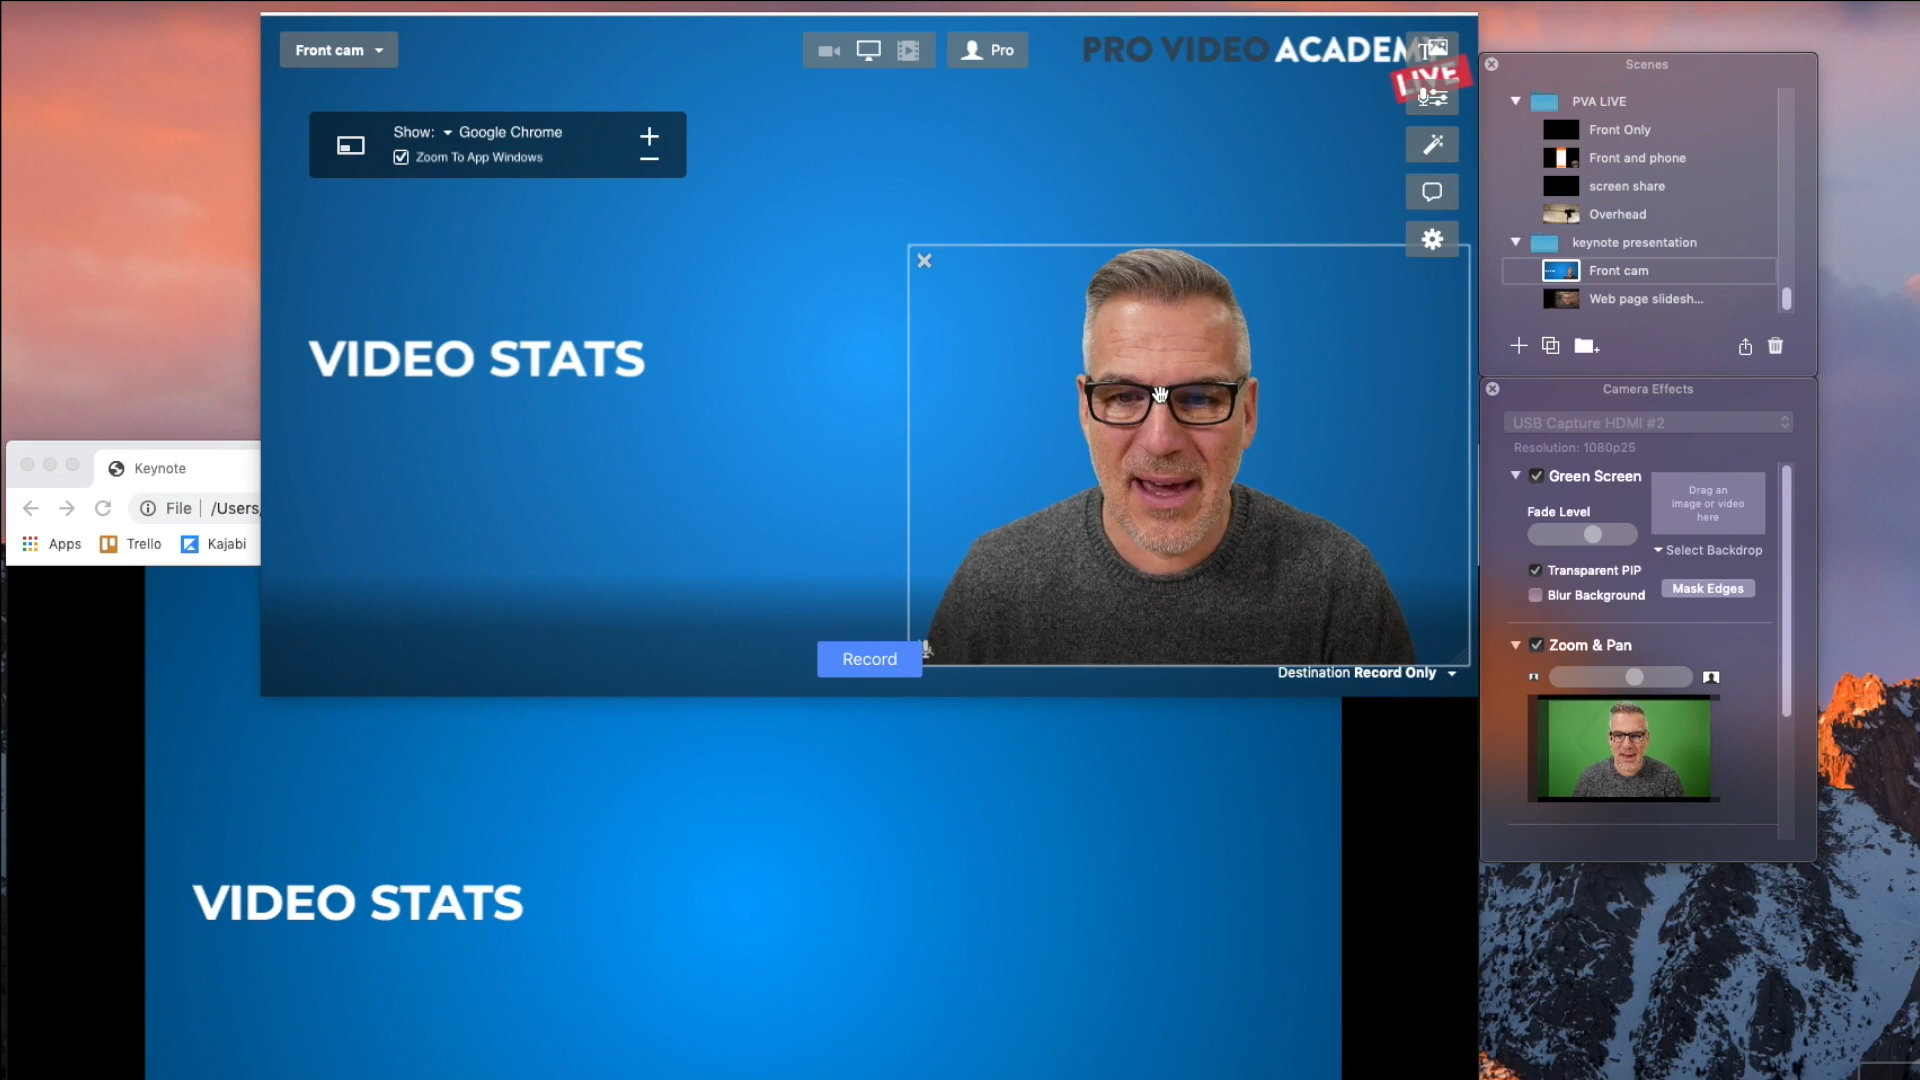 Front cam
Pro
PRO VIDEO ACADEMY
LIVE
Show: Google Chrome
Zoom To App Windows
VIDEO STATS
Record
Destination Record Only
Keynote
File /Users,
Apps Trello Kajabi
VIDEO STATS
Scenes
PVA LIVE
Front Only
Front and phone
screen share
Overhead
keynote presentation
Front cam
Web page slidesh...
Camera Effects
USB Capture HDMI #2
Resolution: 1080p25
Green Screen
Drag an
image or video
here
Fade Level
Select Backdrop
Transparent PIP
Mask Edges
Blur Background
Zoom & Pan